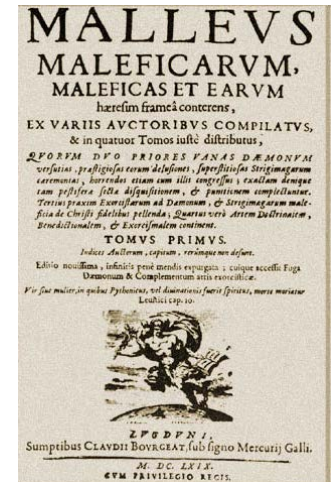 MALLEVS
MALEFICARVM,
MALEFICAS ET EARVM
hæresim frameâ conterens,
EX VARIIS AVCTORIBVS COMPILATVS,
& in quatuor Tomos iustè distributus,
QVORVM DVO PRIORES VANAS DÆMONVM
versutias, præstigiosas eorum delusiones, superstitiosas Strigimagarum
cæremonias, horrendos etiam cum illis congressus; exactam denique
tam pestiferæ sectæ disquisitionem, & punitionem complectuntur.
Tertius praxim Exorcistarum ad Dæmonum, & Strigimagarum male-
ficia de Christi fidelibus pellenda; Quartus verò Artem Doctrinalem,
Benedictionalem, & Exorcismalem continent.
TOMVS PRIMVS.
Indices Auctorum, capitum, rerumque non desunt.
Editio nouissima, infinitis penè mendis expurgata; cuique accessit Fuga
Dæmonum & Complementum artis exorcisticæ.
Vir siue mulier, in quibus Pythonicus, vel diuinationis fuerit spiritus, morte moriatur
Leuitici cap. 10.
LVGDVNI,
Sumptibus CLAVDII BOVRGEAT, sub signo Mercurij Galli.
M. DC. LXIX.
CVM PRIVILEGIO REGIS.